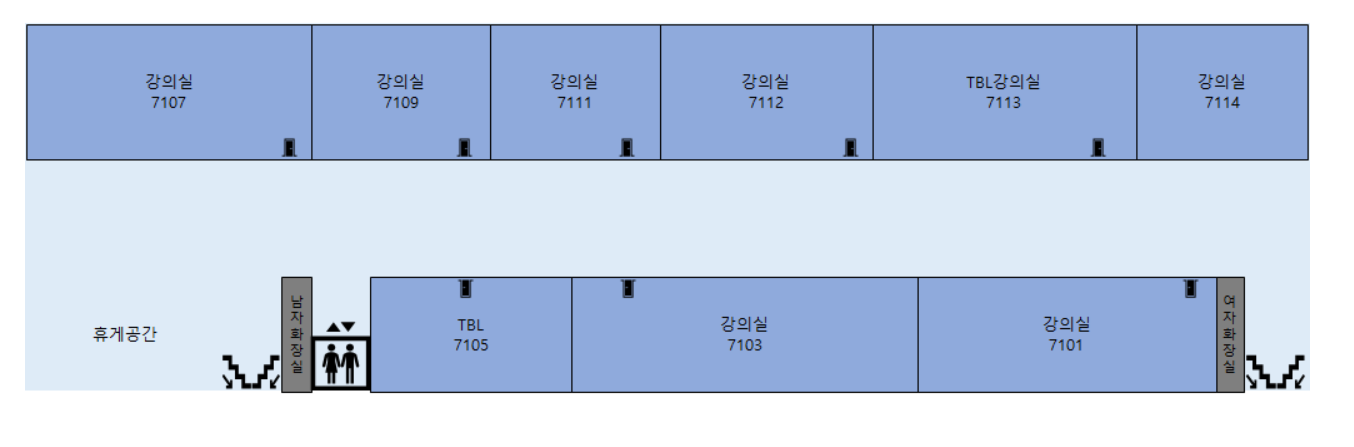 강의실
7107
강의실
7109
강의실
7111
강의실
7112
TBL강의실
7113
강의실
7114
휴게공간
남자화장실
▲▼
TBL
7105
강의실
7103
강의실
7101
여자화장실